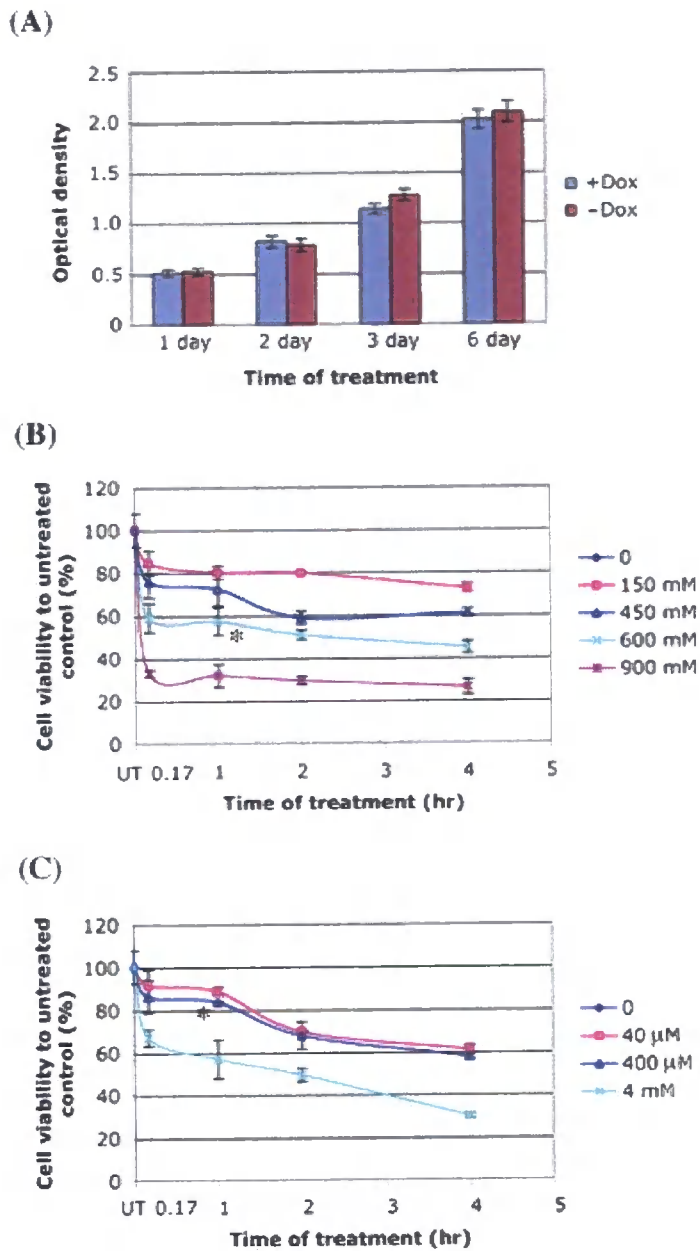 (A)
2.5
2.0
1.5
1.0
0.5
0
Optical density
1 day 2 day 3 day 6 day
Time of treatment
+Dox
-Dox
(B)
120
100
80
60
40
20
0
Cell viability to untreated
control (%)
*
UT 0.17 1 2 3 4 5
Time of treatment (hr)
0
150 mM
450 mM
600 mM
900 mM
(C)
120
100
80
60
40
20
0
Cell viability to untreated
control (%)
*
UT 0.17 1 2 3 4 5
Time of treatment (hr)
0
40 μM
400 μM
4 mM